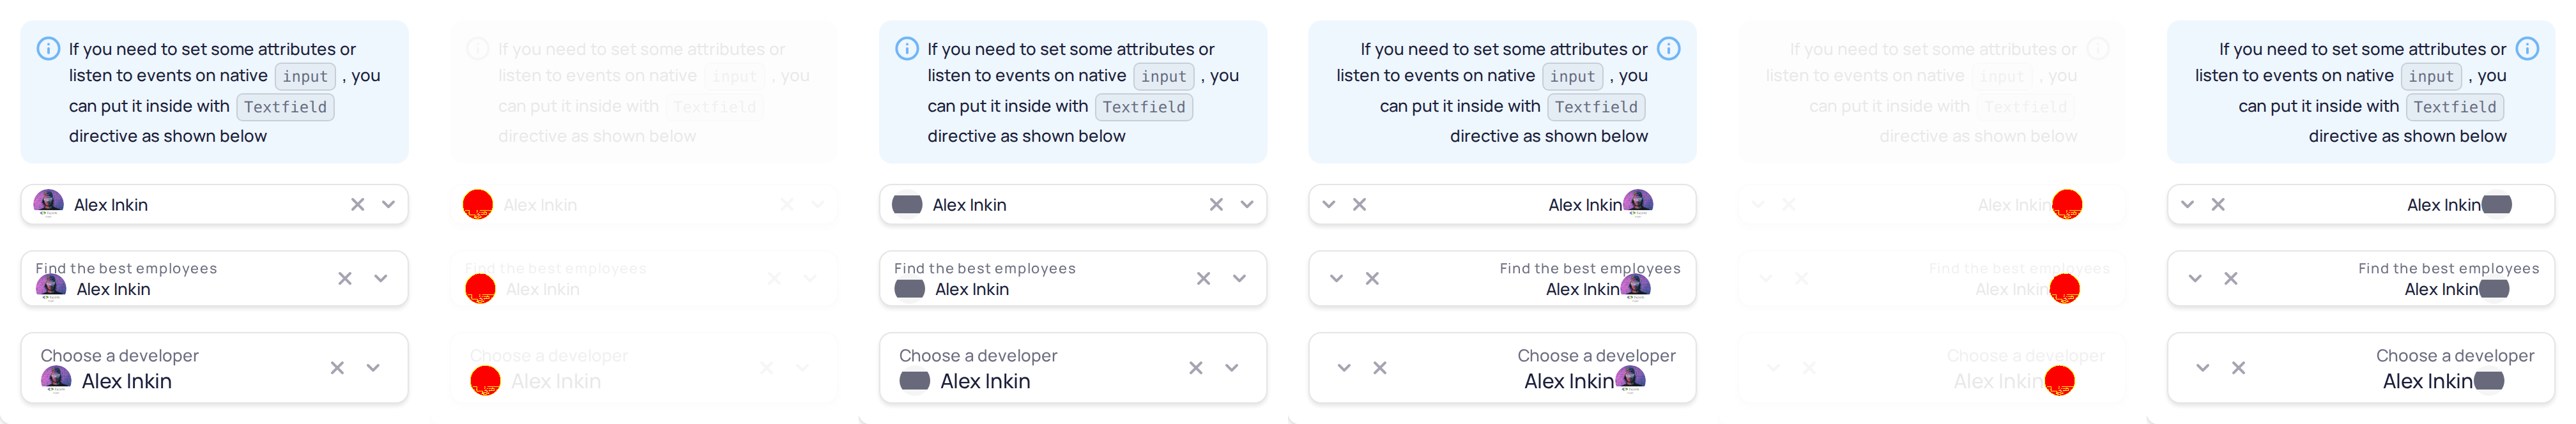 If you need to set some attributes or
listen to events on native input , you
can put it inside with Textfield
directive as shown below
Alex Inkin
Find the best employees
Alex Inkin
Choose a developer
Alex Inkin
If you need to set some attributes or
listen to events on native input , you
can put it inside with Textfield
directive as shown below
Alex Inkin
Find the best employees
Alex Inkin
Choose a developer
Alex Inkin
If you need to set some attributes or
listen to events on native input , you
can put it inside with Textfield
directive as shown below
Alex Inkin
Find the best employees
Alex Inkin
Choose a developer
Alex Inkin
If you need to set some attributes or
listen to events on native input , you
can put it inside with Textfield
directive as shown below
Alex Inkin
Find the best employees
Alex Inkin
Choose a developer
Alex Inkin
If you need to set some attributes or
listen to events on native input , you
can put it inside with Textfield
directive as shown below
Alex Inkin
Find the best employees
Alex Inkin
Choose a developer
Alex Inkin
If you need to set some attributes or
listen to events on native input , you
can put it inside with Textfield
directive as shown below
Alex Inkin
Find the best employees
Alex Inkin
Choose a developer
Alex Inkin